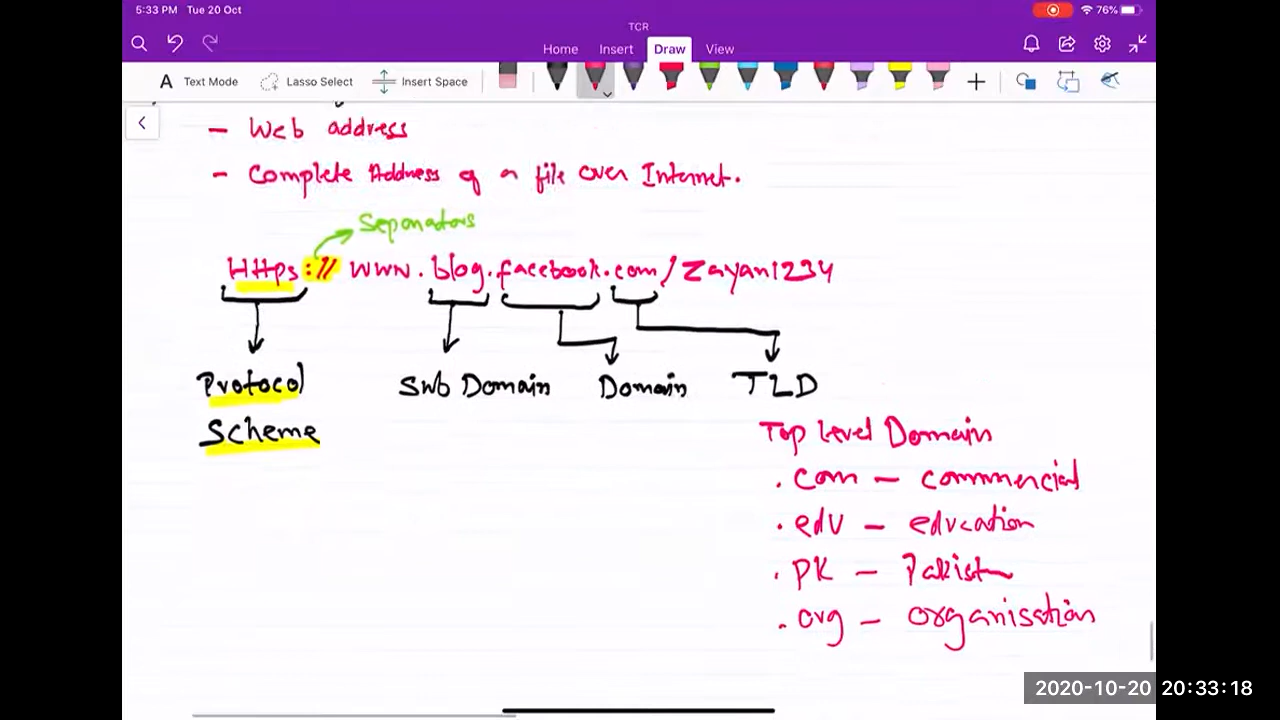 5:33 PM Tue 20 Oct
76%
TCR
Home Insert Draw View
A Text Mode Lasso Select Insert Space
- Web address
- Complete Address of a file over Internet.
Separators
Https:// www.blog.facebook.com/Zayan1234
Protocol Sub Domain Domain TLD
Scheme
Top Level Domain
.com - commercial
.edu - education
.pk - Pakistan
.org - organisation
2020-10-20 20:33:18